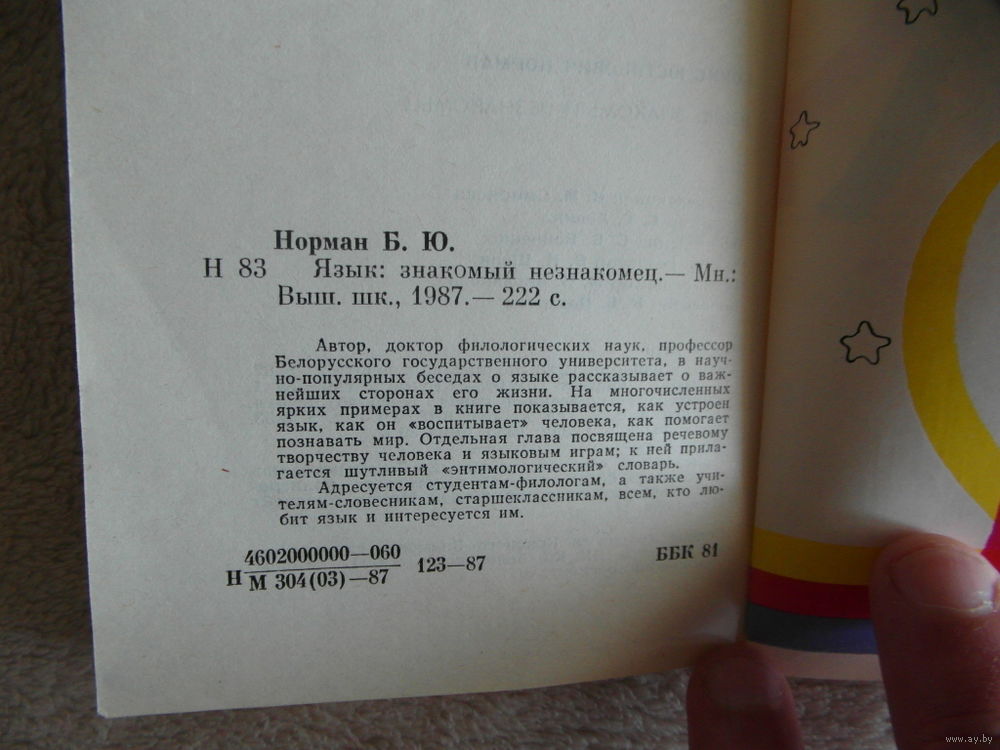 Норман Б. Ю.
Н 83 Язык: знакомый незнакомец.— Мн.:
Выш. шк., 1987.— 222 с.
Автор, доктор филологических наук, профессор
Белорусского государственного университета, в науч-
но-популярных беседах о языке рассказывает о важ-
нейших сторонах его жизни. На многочисленных
ярких примерах в книге показывается, как устроен
язык, как он «воспитывает» человека, как помогает
познавать мир. Отдельная глава посвящена речевому
творчеству человека и языковым играм; к ней прила-
гается шутливый «энтимологический» словарь.
Адресуется студентам-филологам, а также учи-
телям-словесникам, старшеклассникам, всем, кто лю-
бит язык и интересуется им.
4602000000—060
Н М 304(03)—87 123—87 ББК 81
www.ay.by